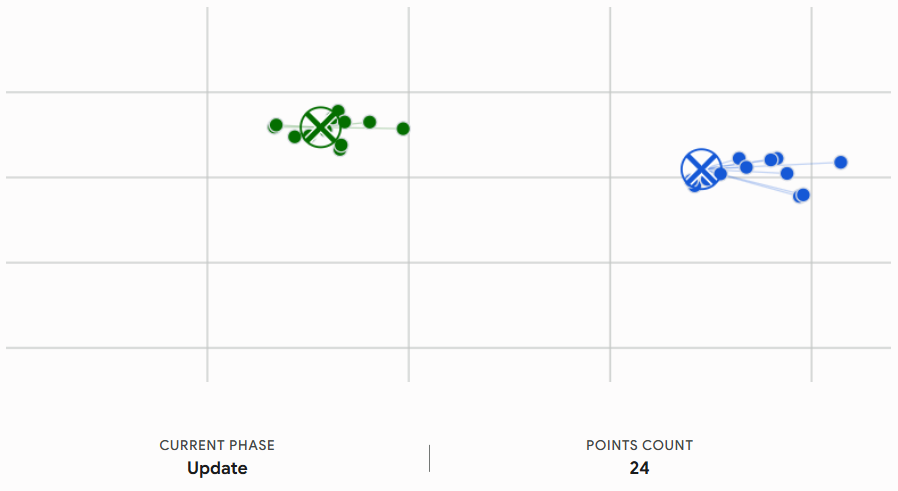 CURRENT PHASE
Update
POINTS COUNT
24